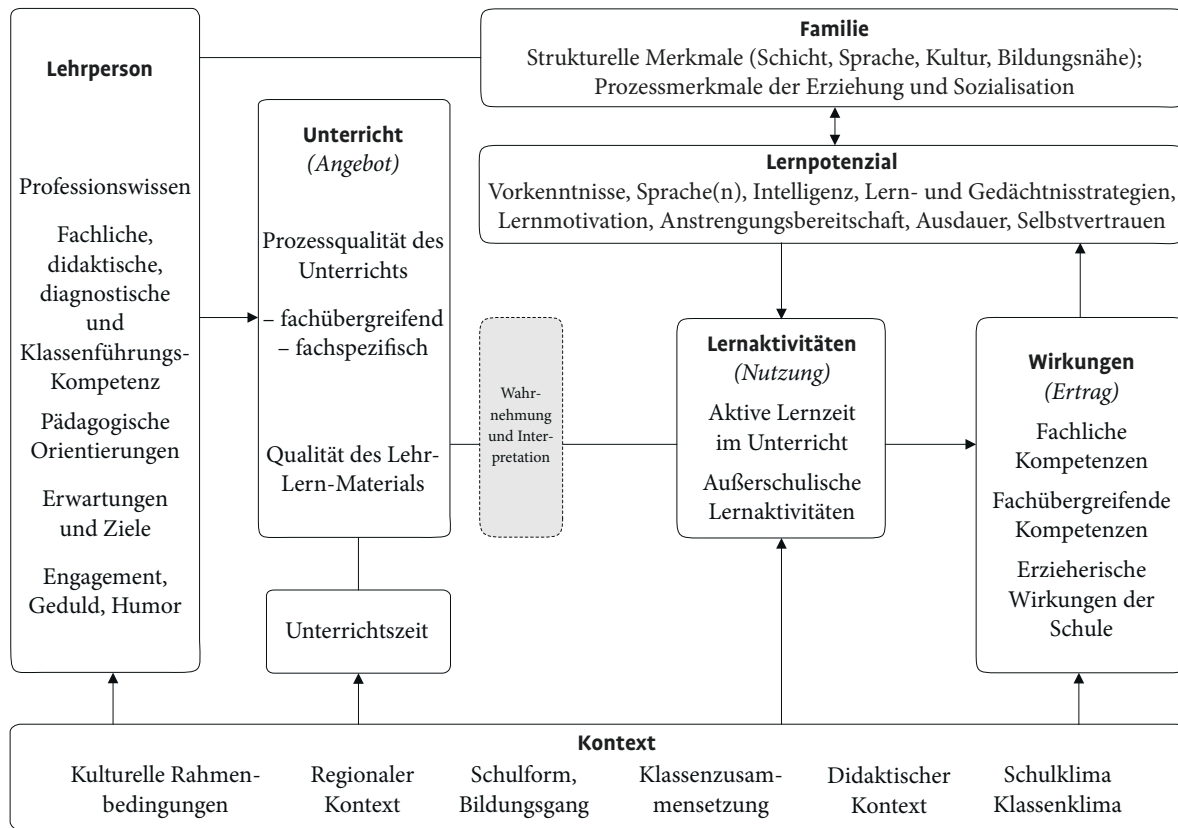 Lehrperson
Professionswissen
Fachliche,
didaktische,
diagnostische
und
Klassenführungs-
Kompetenz
Pädagogische
Orientierungen
Erwartungen
und Ziele
Engagement,
Geduld, Humor
Unterricht
(Angebot)
Prozessqualität des
Unterrichts
– fachübergreifend
– fachspezifisch
Qualität des Lehr-
Lern-Materials
Unterrichtszeit
Wahr-
nehmung
und Inter-
pretation
Familie
Strukturelle Merkmale (Schicht, Sprache, Kultur, Bildungsnähe);
Prozessmerkmale der Erziehung und Sozialisation
Lernpotenzial
Vorkenntnisse, Sprache(n), Intelligenz, Lern- und Gedächtnisstrategien,
Lernmotivation, Anstrengungsbereitschaft, Ausdauer, Selbstvertrauen
Lernaktivitäten
(Nutzung)
Aktive Lernzeit
im Unterricht
Außerschulische
Lernaktivitäten
Wirkungen
(Ertrag)
Fachliche
Kompetenzen
Fachübergreifende
Kompetenzen
Erzieherische
Wirkungen der
Schule
Kontext
Kulturelle Rahmen-
bedingungen
Regionaler
Kontext
Schulform,
Bildungsgang
Klassenzusam-
mensetzung
Didaktischer
Kontext
Schulklima
Klassenklima